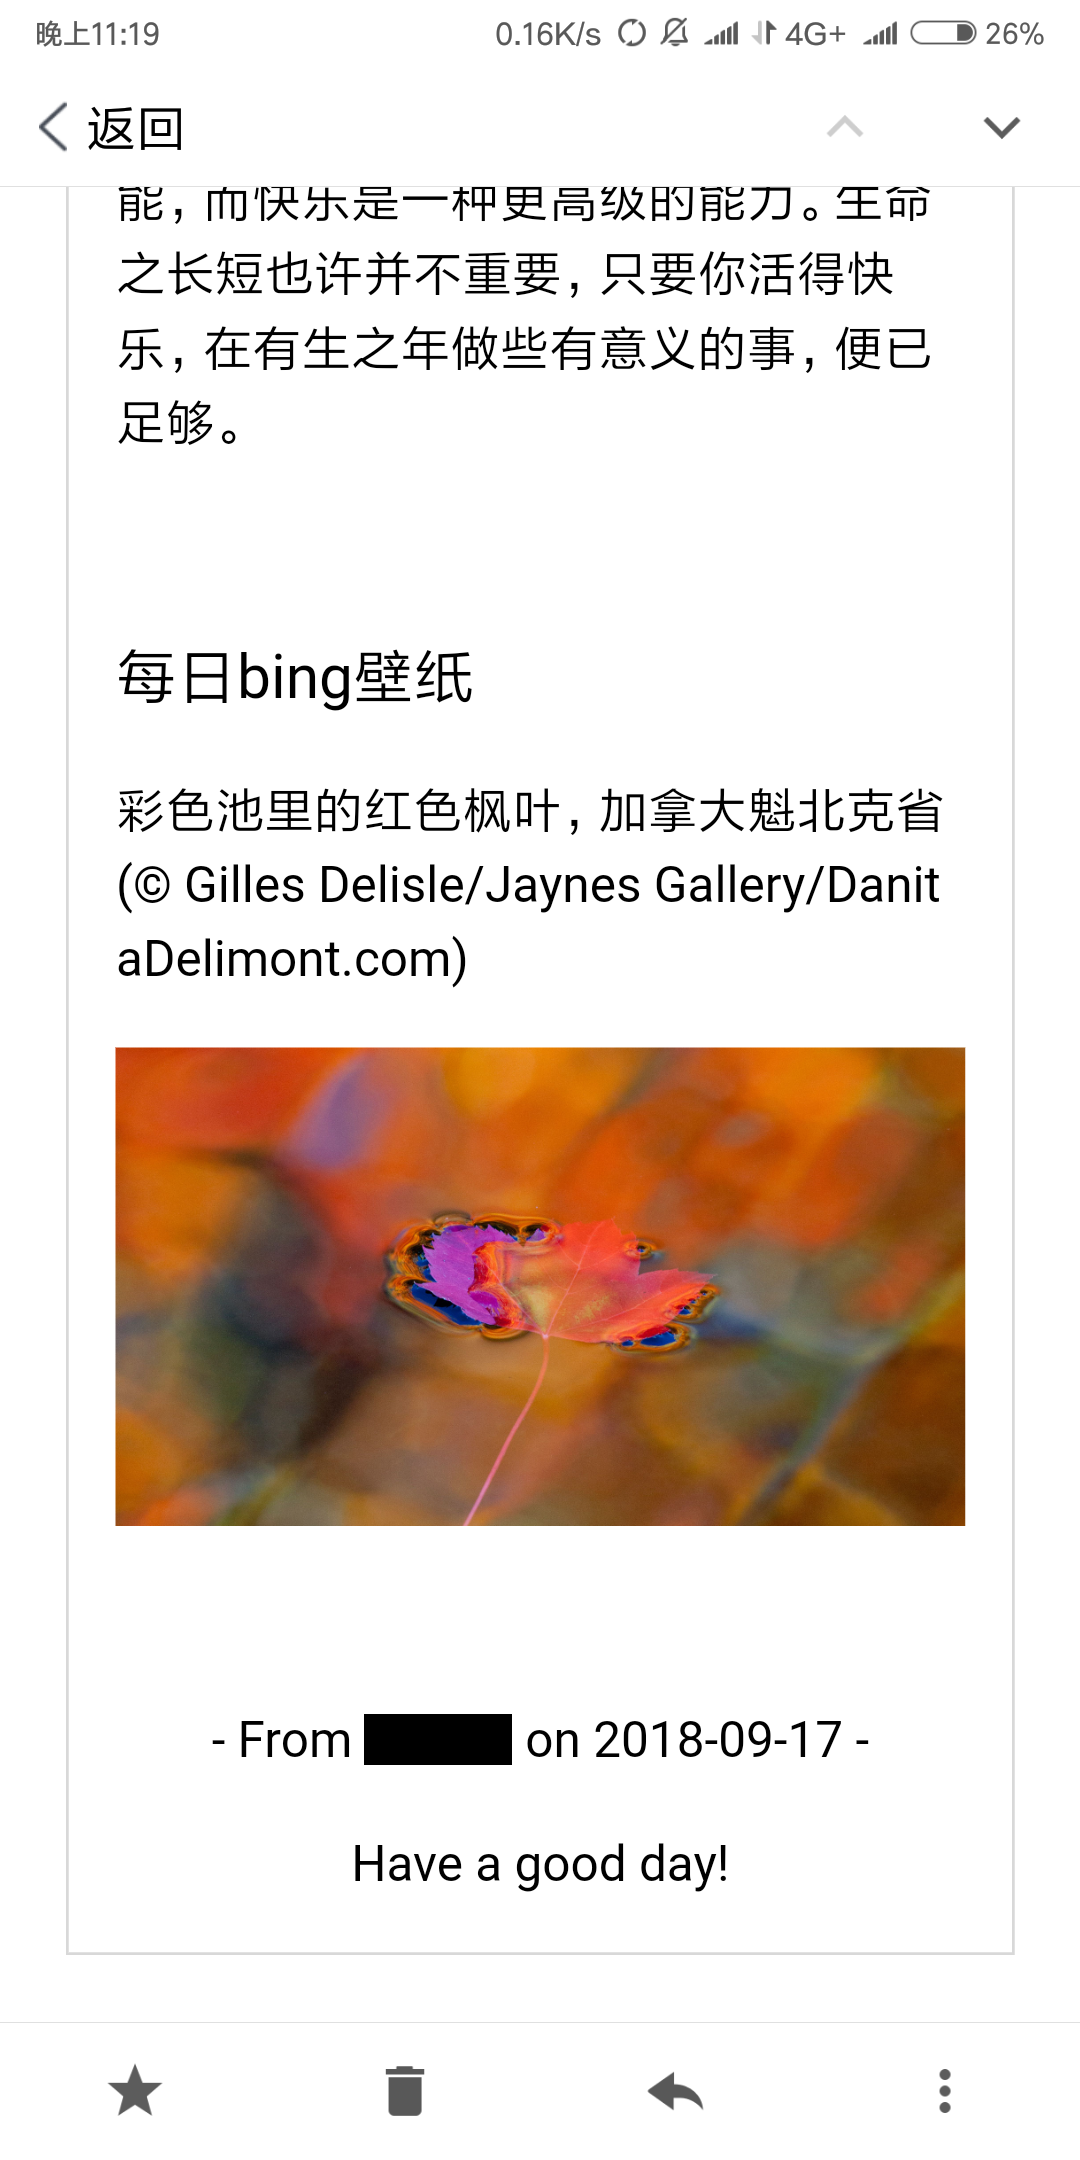 晚上11:19
0.16K/s 4G+ 26%
返回
能，而快乐是一种更高级的能力。生命
之长短也许并不重要，只要你活得快
乐，在有生之年做些有意义的事，便已
足够。
每日bing壁纸
彩色池里的红色枫叶，加拿大魁北克省
(© Gilles Delisle/Jaynes Gallery/Danit
aDelimont.com)
- From on 2018-09-17 -
Have a good day!